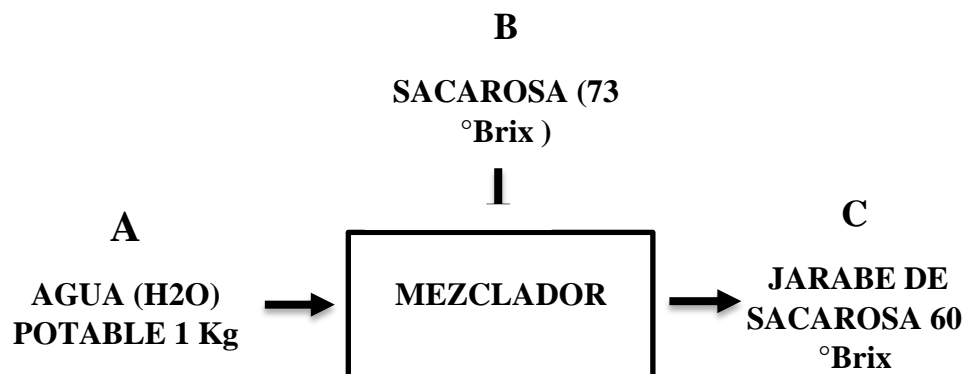 B
SACAROSA (73
°Brix )
A
AGUA (H2O)
POTABLE 1 Kg
MEZCLADOR
C
JARABE DE
SACAROSA 60
°Brix